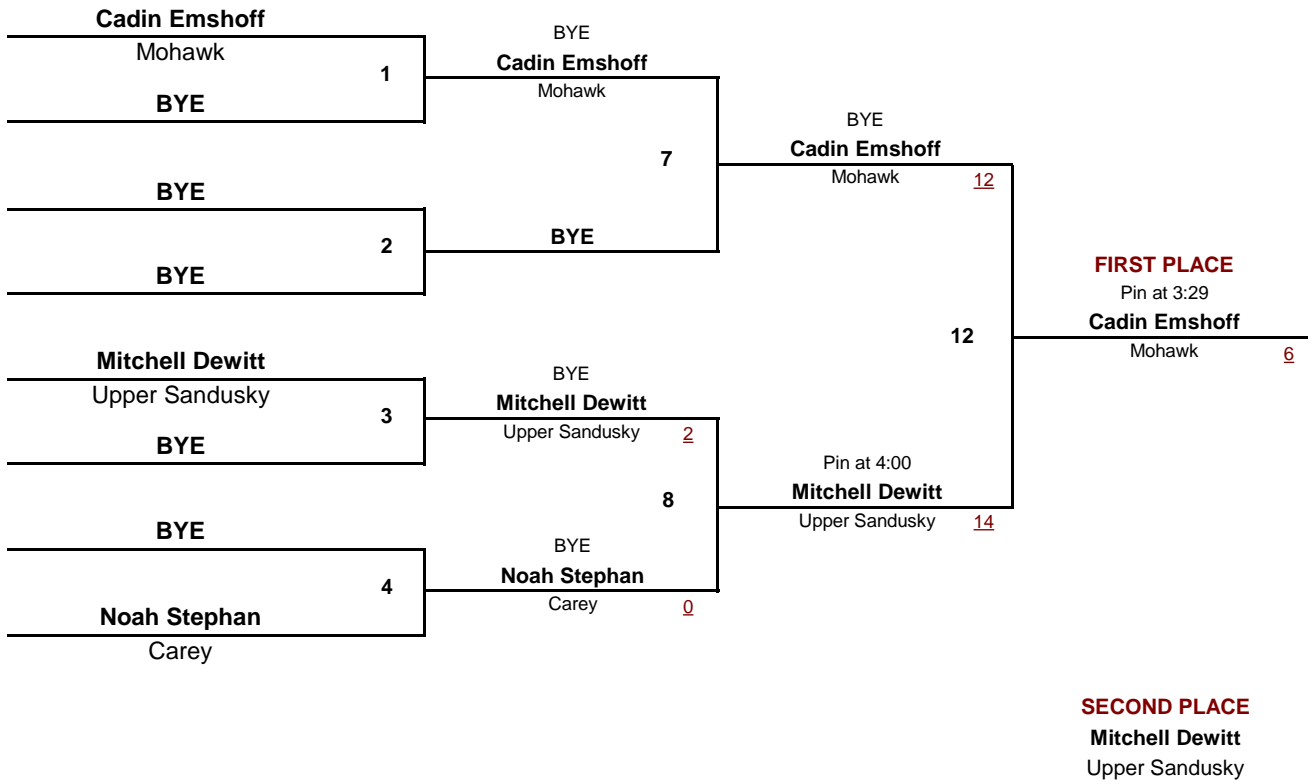 Cadin Emshoff
Mohawk
1
BYE
BYE
2
BYE
Mitchell Dewitt
Upper Sandusky
3
BYE
BYE
4
Noah Stephan
Carey
BYE
Cadin Emshoff
Mohawk
7
BYE
BYE
Mitchell Dewitt
Upper Sandusky 2
8
BYE
Noah Stephan
Carey 0
BYE
Cadin Emshoff
Mohawk 12
12
Pin at 4:00
Mitchell Dewitt
Upper Sandusky 14
FIRST PLACE
Pin at 3:29
Cadin Emshoff
Mohawk 6
SECOND PLACE
Mitchell Dewitt
Upper Sandusky